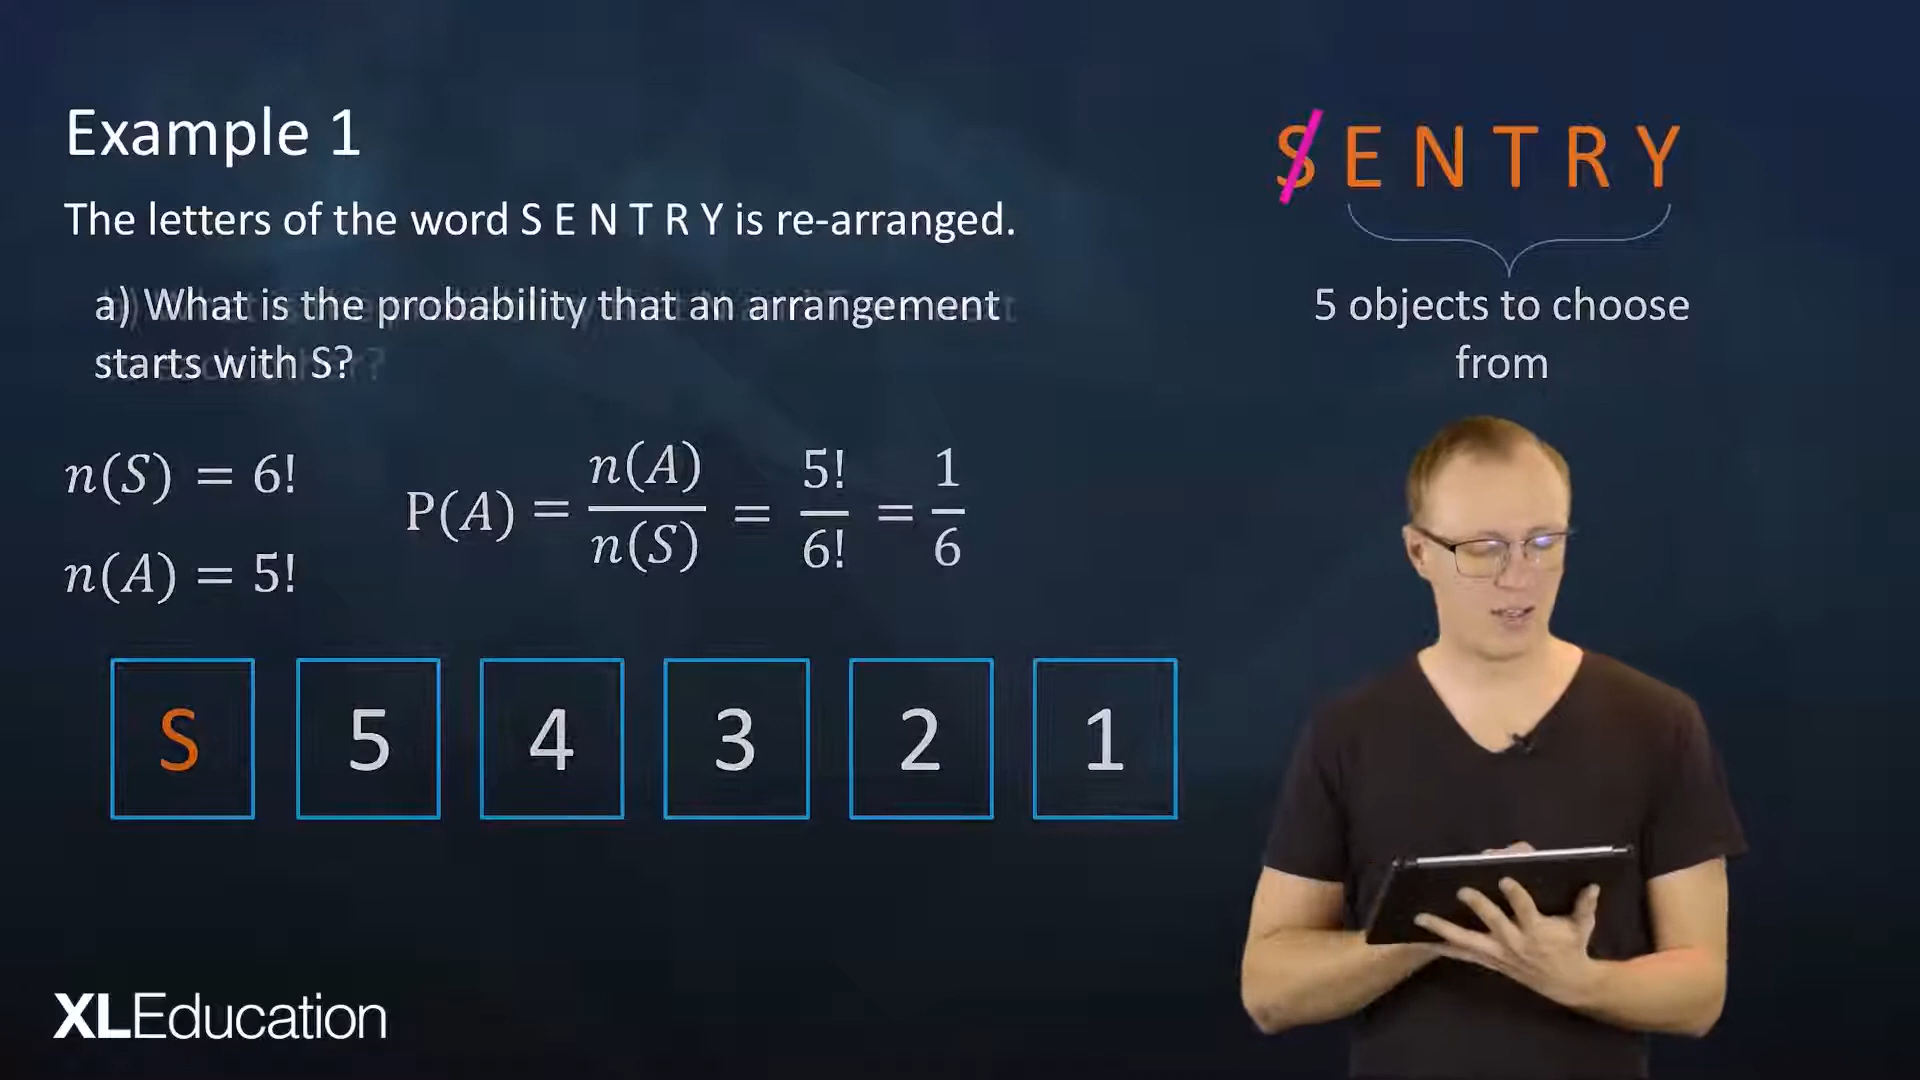 Example 1
The letters of the word S E N T R Y is re-arranged.
a) What is the probability that an arrangement
starts with S?
S E N T R Y
5 objects to choose
from
n(S) = 6!
n(A) = 5!
P(A) = n(A)/n(S) = 5!/6! = 1/6
S 5 4 3 2 1
XLEducation